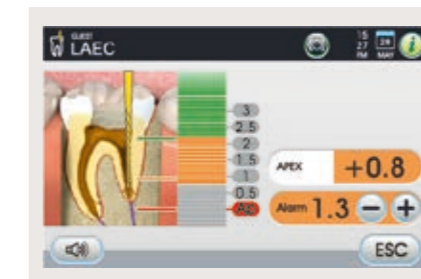 GUEST
LAEC
15
27
PM
28
MAY
i
3
2.5
2
1.5
1
0.5
APEX +0.8
Alarm 1.3 − +
ESC